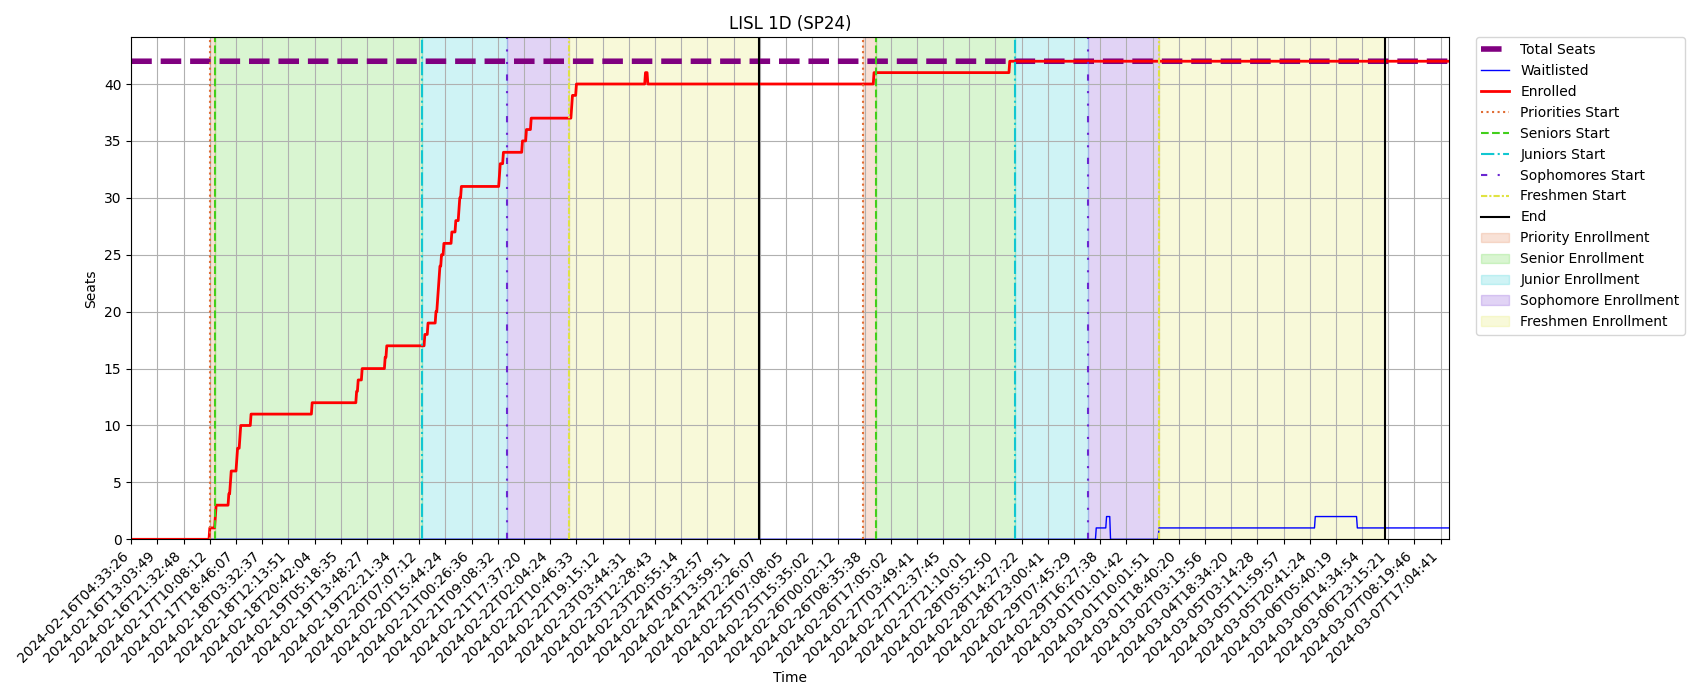 LISL 1D (SP24)
Seats
40
35
30
25
20
15
10
5
0
2024-02-16T04:33:26
2024-02-16T13:03:49
2024-02-16T21:32:48
2024-02-17T10:08:12
2024-02-17T18:46:07
2024-02-18T03:32:37
2024-02-18T12:13:51
2024-02-18T20:42:04
2024-02-19T05:18:35
2024-02-19T13:48:27
2024-02-19T22:21:34
2024-02-20T07:07:12
2024-02-20T15:44:24
2024-02-21T00:26:36
2024-02-21T09:08:32
2024-02-21T17:37:20
2024-02-22T02:04:24
2024-02-22T10:46:33
2024-02-22T19:15:12
2024-02-23T03:44:31
2024-02-23T12:28:43
2024-02-23T20:55:14
2024-02-24T05:32:57
2024-02-24T13:59:51
2024-02-24T22:26:07
2024-02-25T07:08:05
2024-02-25T15:35:02
2024-02-26T00:02:12
2024-02-26T08:35:38
2024-02-26T17:05:02
2024-02-27T03:49:41
2024-02-27T12:37:45
2024-02-27T21:10:01
2024-02-28T05:52:50
2024-02-28T14:27:22
2024-02-28T23:00:41
2024-02-29T07:45:29
2024-02-29T16:27:38
2024-03-01T01:01:42
2024-03-01T10:01:51
2024-03-01T18:40:20
2024-03-02T03:13:56
2024-03-04T18:34:20
2024-03-05T03:14:28
2024-03-05T11:59:57
2024-03-05T20:41:24
2024-03-06T05:40:19
2024-03-06T14:34:54
2024-03-06T23:15:21
2024-03-07T08:19:46
2024-03-07T17:04:41
Time
Total Seats
Waitlisted
Enrolled
Priorities Start
Seniors Start
Juniors Start
Sophomores Start
Freshmen Start
End
Priority Enrollment
Senior Enrollment
Junior Enrollment
Sophomore Enrollment
Freshmen Enrollment